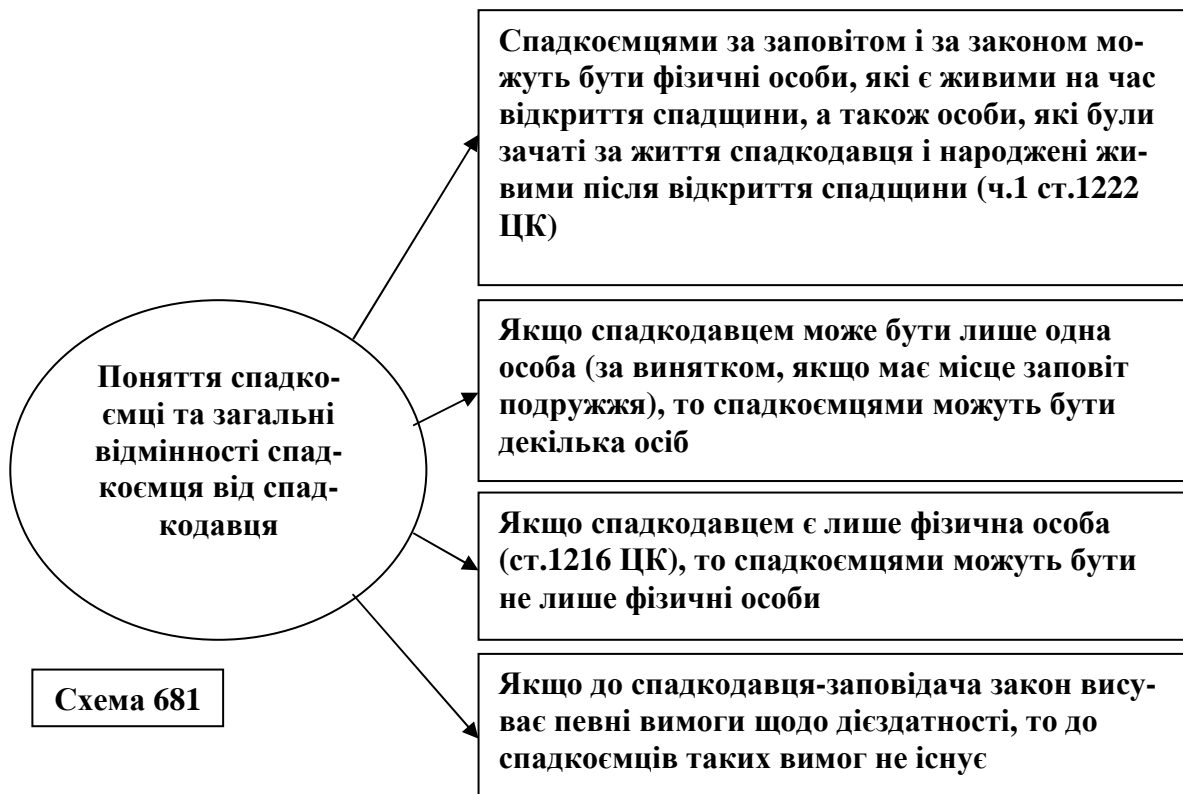 Спадкоємцями за заповітом і за законом мо-
жуть бути фізичні особи, які є живими на час
відкриття спадщини, а також особи, які були
зачаті за життя спадкодавця і народжені жи-
вими після відкриття спадщини (ч.1 ст.1222
ЦК)
Якщо спадкодавцем може бути лише одна
особа (за винятком, якщо має місце заповіт
подружжя), то спадкоємцями можуть бути
декілька осіб
Поняття спадко-
ємці та загальні
відмінності спад-
коємця від спад-
кодавця
Якщо спадкодавцем є лише фізична особа
(ст.1216 ЦК), то спадкоємцями можуть бути
не лише фізичні особи
Якщо до спадкодавця-заповідача закон вису-
ває певні вимоги щодо дієздатності, то до
спадкоємців таких вимог не існує
Схема 681